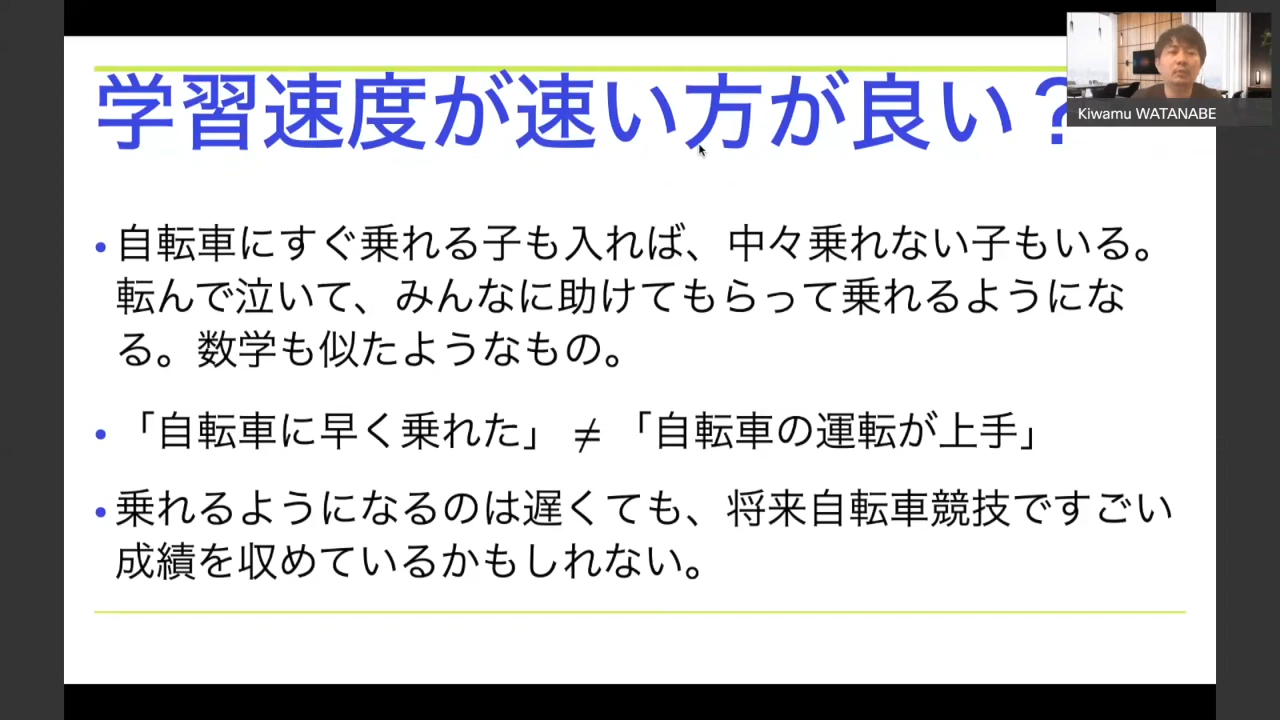 学習速度が速い方が良い？
Kiwamu WATANABE
• 自転車にすぐ乗れる子も入れば、中々乗れない子もいる。
転んで泣いて、みんなに助けてもらって乗れるようにな
る。数学も似たようなもの。
• 「自転車に早く乗れた」 ≠ 「自転車の運転が上手」
• 乗れるようになるのは遅くても、将来自転車競技ですごい
成績を収めているかもしれない。